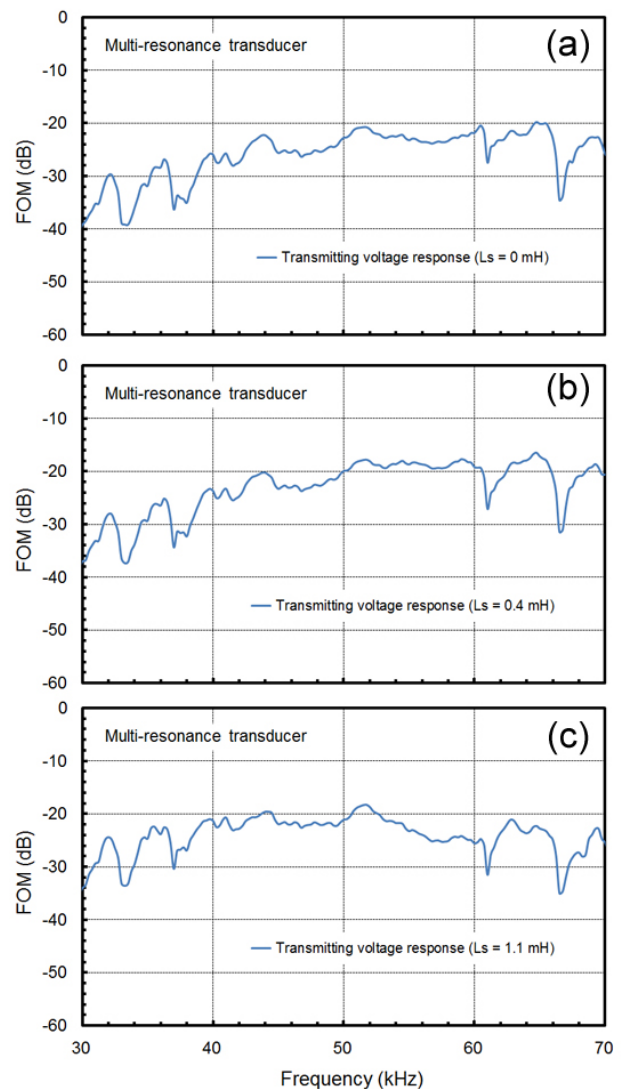 0
Multi-resonance transducer
(a)
-10
-20
-30
-40
-50
-60
FOM (dB)
Transmitting voltage response (Ls = 0 mH)
0
Multi-resonance transducer
(b)
-10
-20
-30
-40
-50
-60
FOM (dB)
Transmitting voltage response (Ls = 0.4 mH)
0
Multi-resonance transducer
(c)
-10
-20
-30
-40
-50
-60
FOM (dB)
Transmitting voltage response (Ls = 1.1 mH)
30 40 50 60 70
Frequency (kHz)